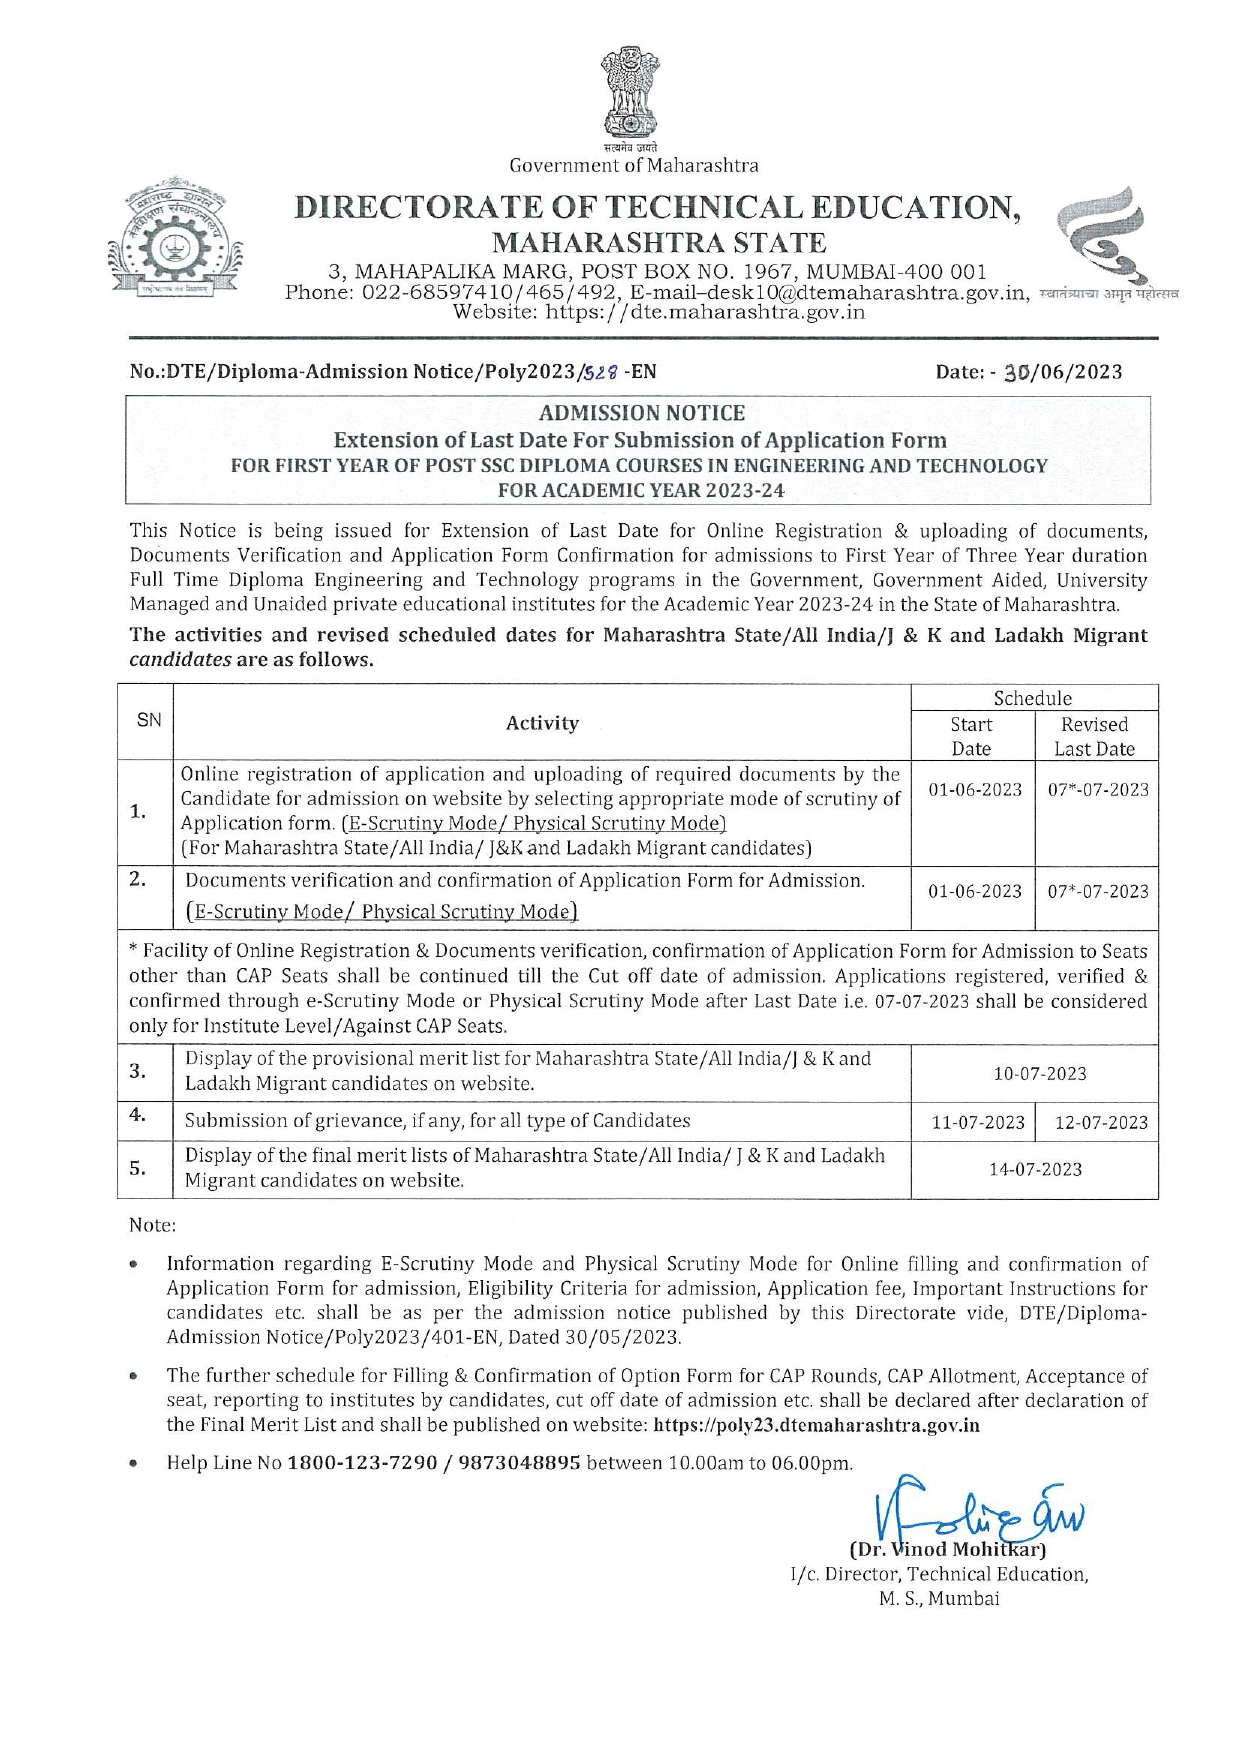 सत्यमेव जयते
Government of Maharashtra
DIRECTORATE OF TECHNICAL EDUCATION,
MAHARASHTRA STATE
3, MAHAPALIKA MARG, POST BOX NO. 1967, MUMBAI-400 001
Phone: 022-68597410/465/492, E-mail–desk10@dtemaharashtra.gov.in,
स्वातंत्र्याचा अमृत महोत्सव
Website: https://dte.maharashtra.gov.in
No.:DTE/Diploma-Admission Notice/Poly2023/528 -EN Date: - 30/06/2023
ADMISSION NOTICE
Extension of Last Date For Submission of Application Form
FOR FIRST YEAR OF POST SSC DIPLOMA COURSES IN ENGINEERING AND TECHNOLOGY
FOR ACADEMIC YEAR 2023-24
This Notice is being issued for Extension of Last Date for Online Registration & uploading of documents,
Documents Verification and Application Form Confirmation for admissions to First Year of Three Year duration
Full Time Diploma Engineering and Technology programs in the Government, Government Aided, University
Managed and Unaided private educational institutes for the Academic Year 2023-24 in the State of Maharashtra.
The activities and revised scheduled dates for Maharashtra State/All India/J & K and Ladakh Migrant
candidates are as follows.
SN Activity Schedule
Start Date Revised Last Date
1. Online registration of application and uploading of required documents by the
Candidate for admission on website by selecting appropriate mode of scrutiny of
Application form. (E-Scrutiny Mode/ Physical Scrutiny Mode)
(For Maharashtra State/All India/ J&K and Ladakh Migrant candidates)
01-06-2023 07*-07-2023
2. Documents verification and confirmation of Application Form for Admission.
(E-Scrutiny Mode/ Physical Scrutiny Mode)
01-06-2023 07*-07-2023
* Facility of Online Registration & Documents verification, confirmation of Application Form for Admission to Seats
other than CAP Seats shall be continued till the Cut off date of admission. Applications registered, verified &
confirmed through e-Scrutiny Mode or Physical Scrutiny Mode after Last Date i.e. 07-07-2023 shall be considered
only for Institute Level/Against CAP Seats.
3. Display of the provisional merit list for Maharashtra State/All India/J & K and
Ladakh Migrant candidates on website.
10-07-2023
4. Submission of grievance, if any, for all type of Candidates 11-07-2023 12-07-2023
5. Display of the final merit lists of Maharashtra State/All India/ J & K and Ladakh
Migrant candidates on website.
14-07-2023
Note:
• Information regarding E-Scrutiny Mode and Physical Scrutiny Mode for Online filling and confirmation of
Application Form for admission, Eligibility Criteria for admission, Application fee, Important Instructions for
candidates etc. shall be as per the admission notice published by this Directorate vide, DTE/Diploma-
Admission Notice/Poly2023/401-EN, Dated 30/05/2023.
• The further schedule for Filling & Confirmation of Option Form for CAP Rounds, CAP Allotment, Acceptance of
seat, reporting to institutes by candidates, cut off date of admission etc. shall be declared after declaration of
the Final Merit List and shall be published on website: https://poly23.dtemaharashtra.gov.in
• Help Line No 1800-123-7290 / 9873048895 between 10.00am to 06.00pm.
(Dr. Vinod Mohitkar)
I/c. Director, Technical Education,
M. S., Mumbai